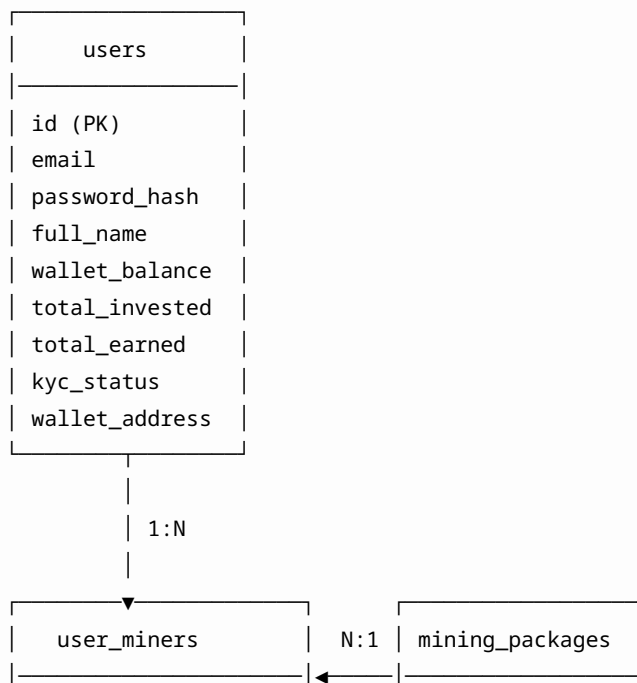 users
id (PK)
email
password_hash
full_name
wallet_balance
total_invested
total_earned
kyc_status
wallet_address
1:N
user_miners N:1 mining_packages